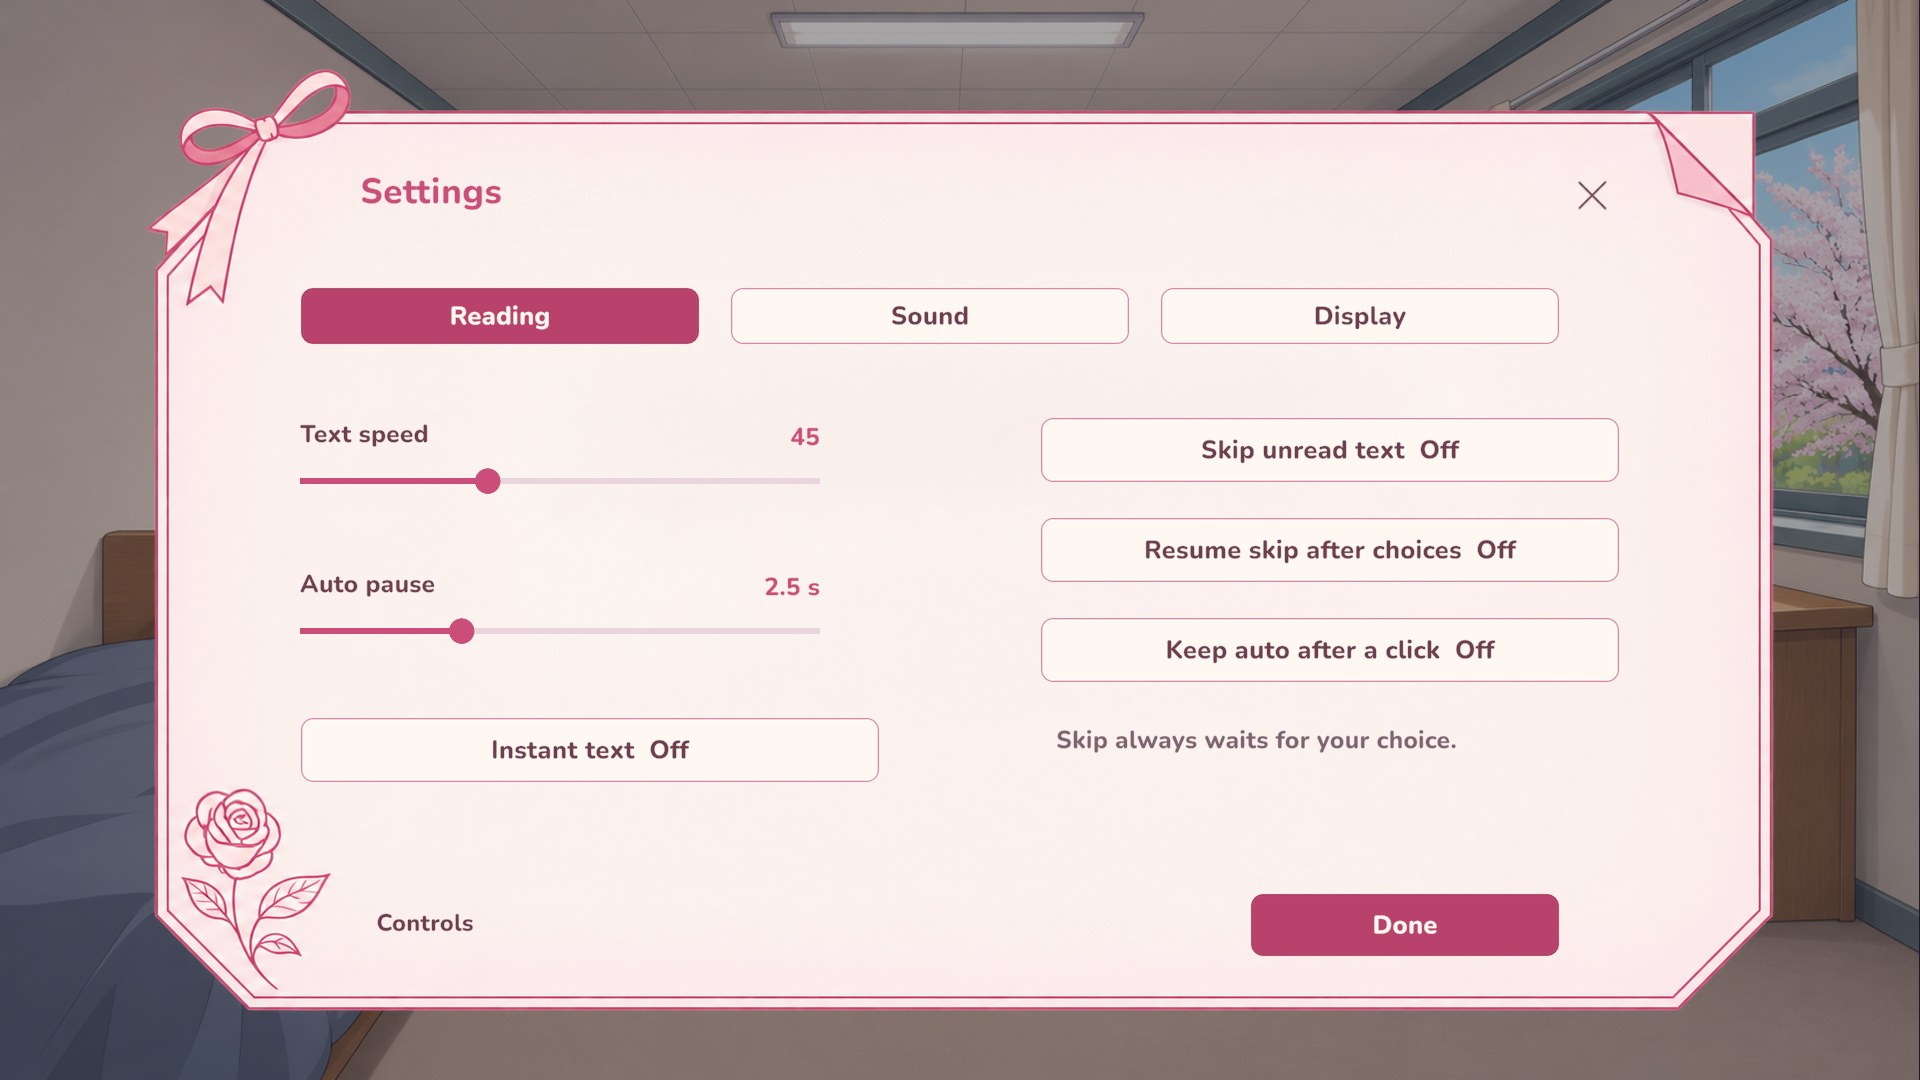 Settings
Reading
Sound
Display
Text speed
45
Auto pause
2.5 s
Instant text Off
Skip unread text Off
Resume skip after choices Off
Keep auto after a click Off
Skip always waits for your choice.
Controls
Done